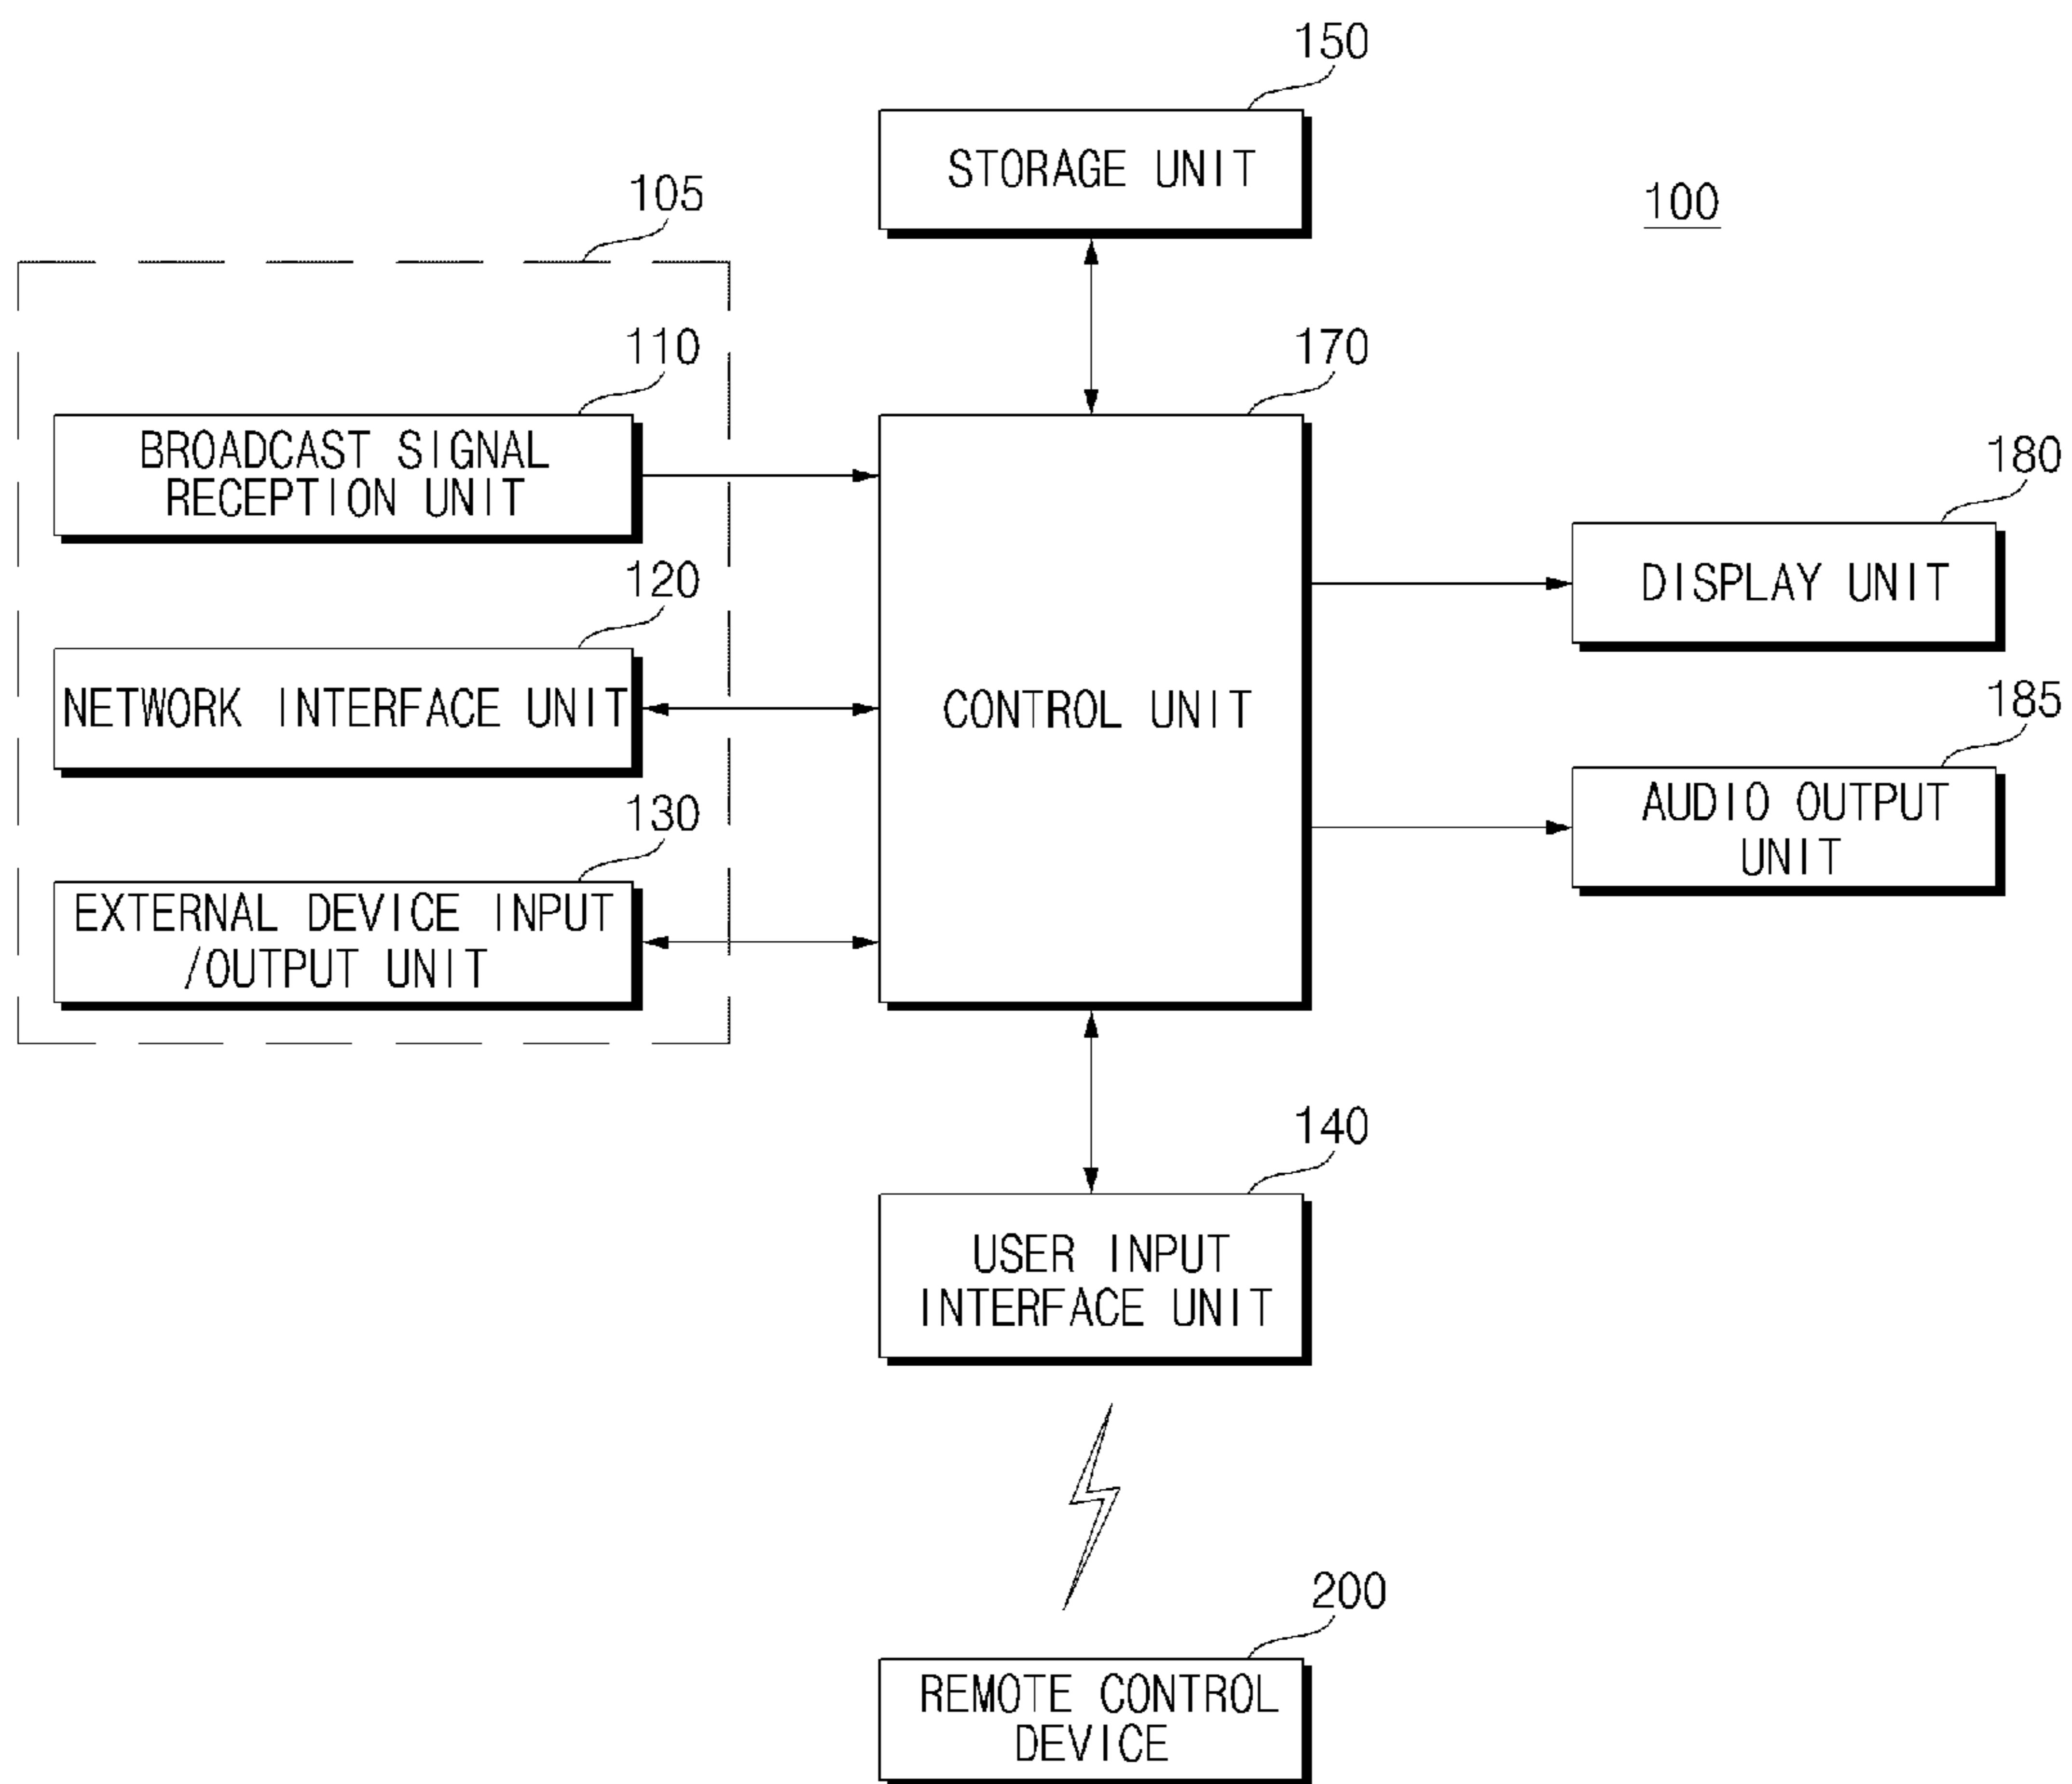 150
STORAGE UNIT
100
105
110
BROADCAST SIGNAL
RECEPTION UNIT
120
NETWORK INTERFACE UNIT
130
EXTERNAL DEVICE INPUT
/OUTPUT UNIT
170
CONTROL UNIT
180
DISPLAY UNIT
185
AUDIO OUTPUT
UNIT
140
USER INPUT
INTERFACE UNIT
200
REMOTE CONTROL
DEVICE